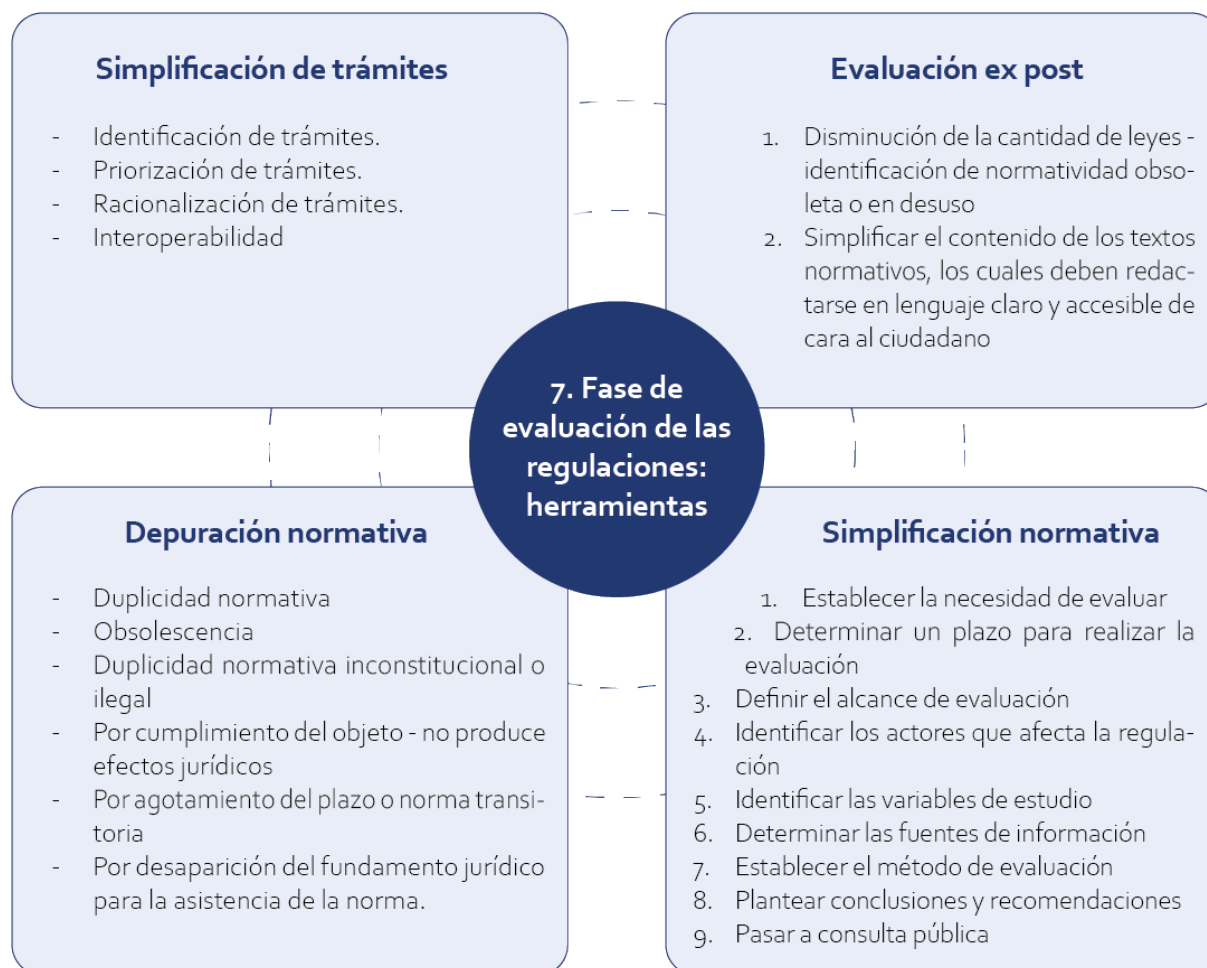 Simplificación de trámites
- Identificación de trámites.
- Priorización de trámites.
- Racionalización de trámites.
- Interoperabilidad
Evaluación ex post
1. Disminución de la cantidad de leyes -
identificación de normatividad obso-
leta o en desuso
2. Simplificar el contenido de los textos
normativos, los cuales deben redac-
tarse en lenguaje claro y accesible de
cara al ciudadano
7. Fase de
evaluación de las
regulaciones:
herramientas
Depuración normativa
- Duplicidad normativa
- Obsolescencia
- Duplicidad normativa inconstitucional o
ilegal
- Por cumplimiento del objeto - no produce
efectos jurídicos
- Por agotamiento del plazo o norma transi-
toria
- Por desaparición del fundamento jurídico
para la asistencia de la norma.
Simplificación normativa
1. Establecer la necesidad de evaluar
2. Determinar un plazo para realizar la
evaluación
3. Definir el alcance de evaluación
4. Identificar los actores que afecta la regula-
ción
5. Identificar las variables de estudio
6. Determinar las fuentes de información
7. Establecer el método de evaluación
8. Plantear conclusiones y recomendaciones
9. Pasar a consulta pública